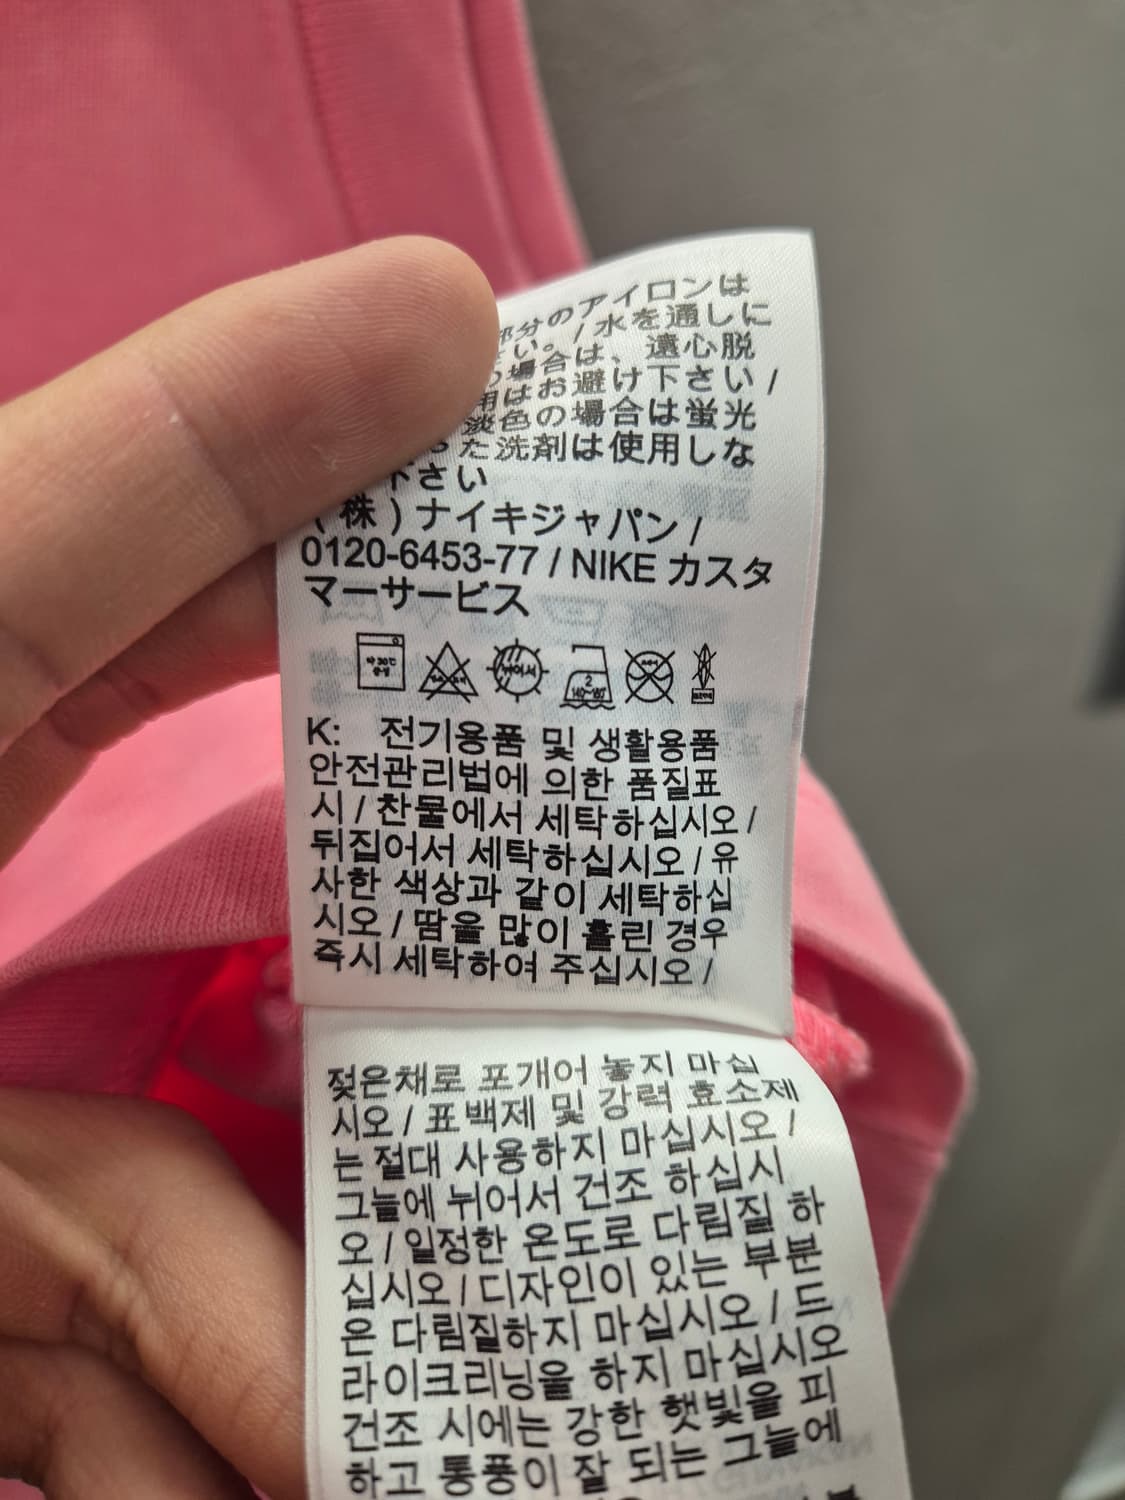 部分のアイロンは
い。/ 水を通しに
の場合は、遠心脱
用はお避け下さい /
淡色の場合は蛍光
った洗剤は使用しな
下さい
(株) ナイキジャパン /
0120-6453-77 / NIKE カスタ
マーサービス
약 30℃
중성
뉘어서
2
140~160℃
K: 전기용품 및 생활용품
안전관리법에 의한 품질표
시 / 찬물에서 세탁하십시오 /
뒤집어서 세탁하십시오 / 유
사한 색상과 같이 세탁하십
시오 / 땀을 많이 흘린 경우
즉시 세탁하여 주십시오 /
젖은채로 포개어 놓지 마십
시오 / 표백제 및 강력 효소제
는 절대 사용하지 마십시오 /
그늘에 뉘어서 건조 하십시
오 / 일정한 온도로 다림질 하
십시오 / 디자인이 있는 부분
은 다림질하지 마십시오 / 드
라이크리닝을 하지 마십시오
건조 시에는 강한 햇빛을 피
하고 통풍이 잘 되는 그늘에